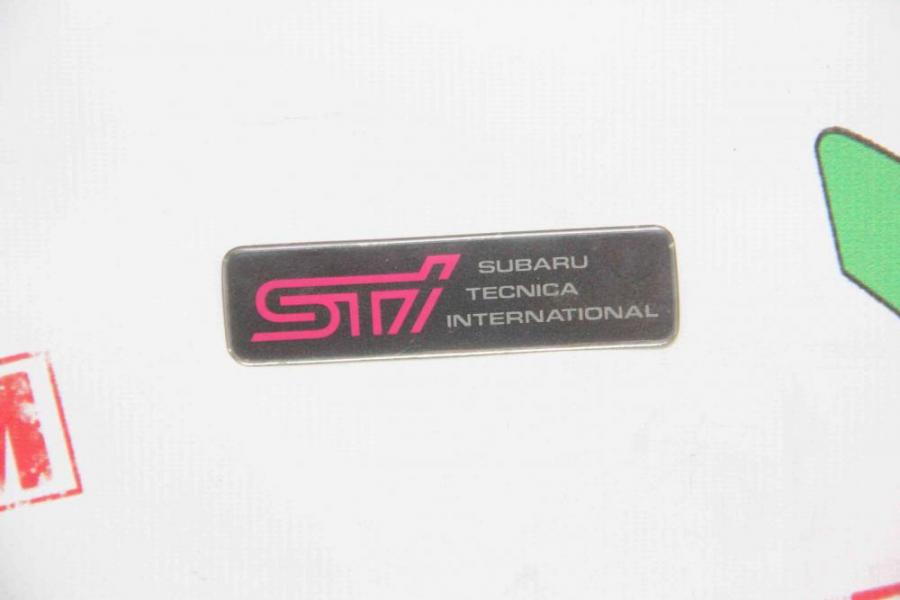 STi
SUBARU
TECNICA
INTERNATIONAL